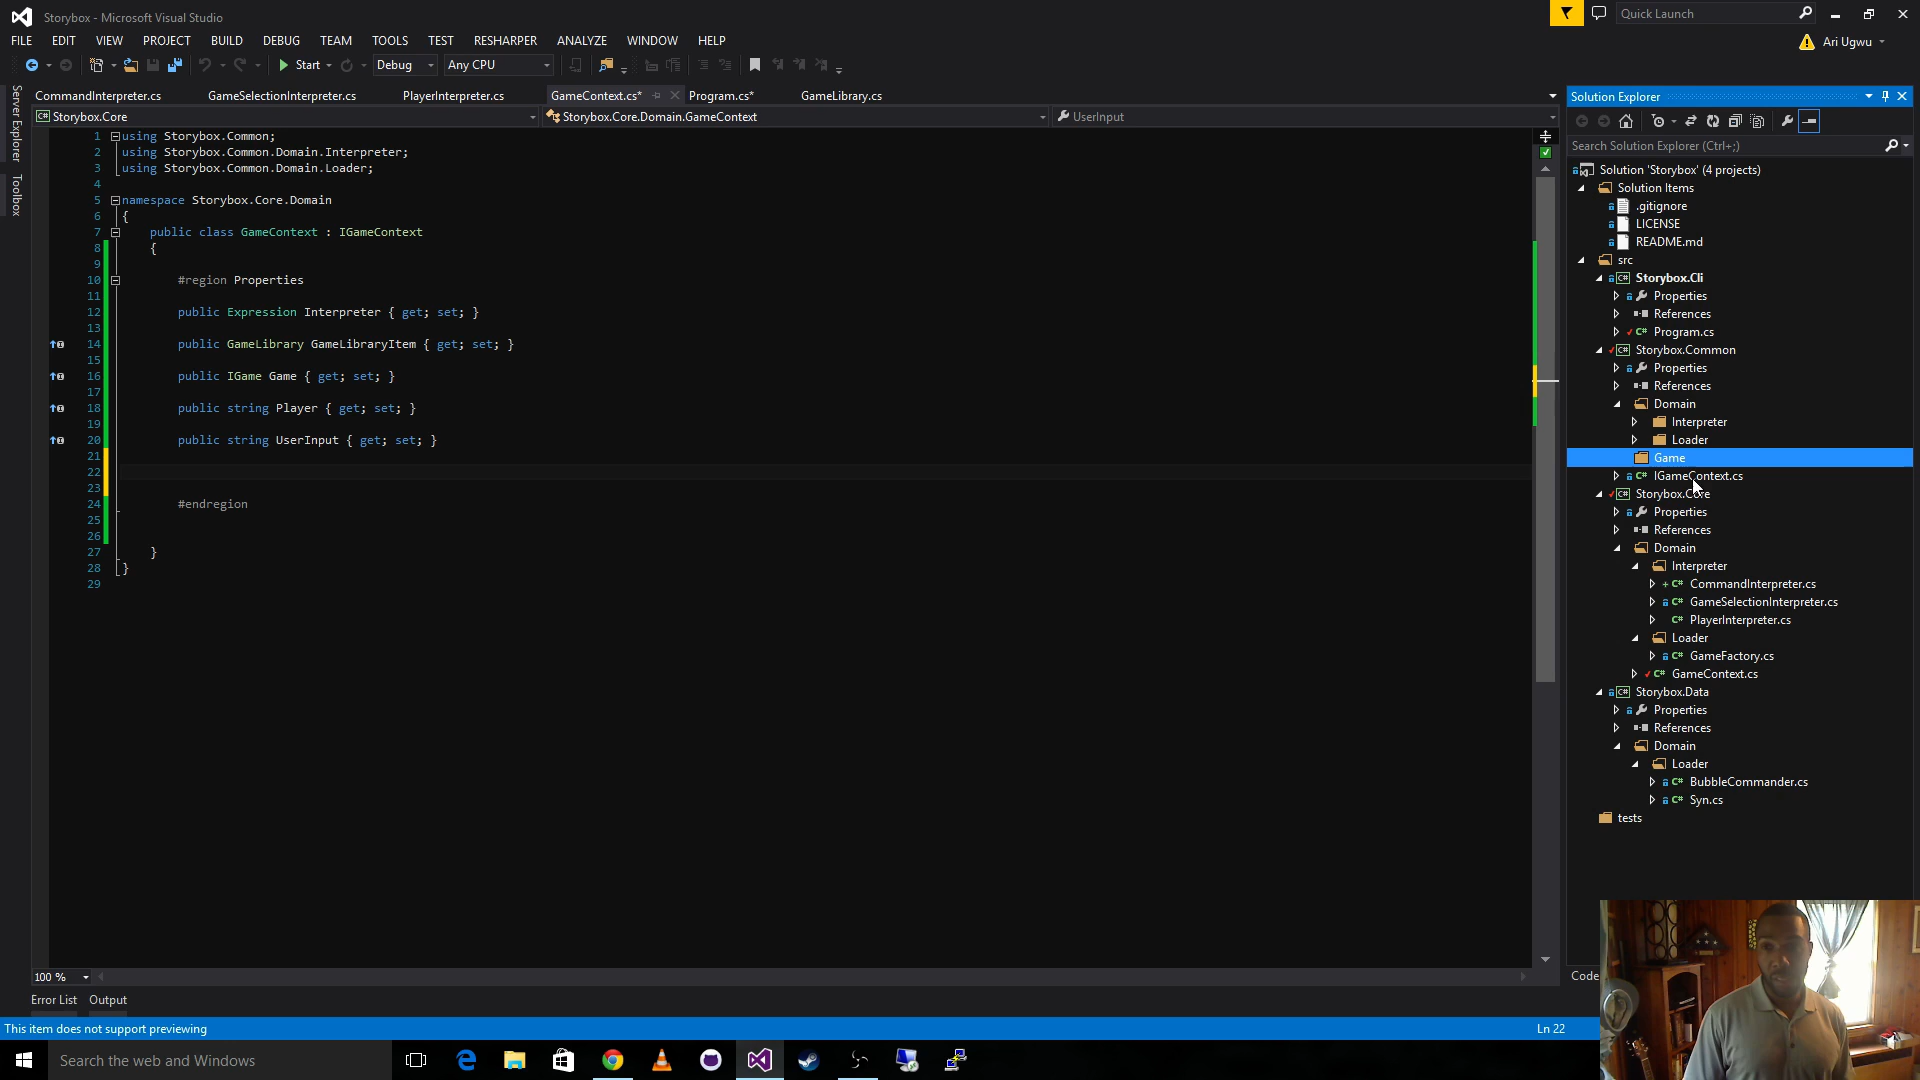 Storybox - Microsoft Visual Studio
Quick Launch
FILE EDIT VIEW PROJECT BUILD DEBUG TEAM TOOLS TEST RESHARPER ANALYZE WINDOW HELP
Ari Ugwu
Start Debug Any CPU
Server Explorer
Toolbox
CommandInterpreter.cs GameSelectionInterpreter.cs PlayerInterpreter.cs GameContext.cs* Program.cs* GameLibrary.cs
Storybox.Core Storybox.Core.Domain.GameContext UserInput
1 using Storybox.Common;
2 using Storybox.Common.Domain.Interpreter;
3 using Storybox.Common.Domain.Loader;
4
5 namespace Storybox.Core.Domain
6 {
7 public class GameContext : IGameContext
8 {
9
10 #region Properties
11
12 public Expression Interpreter { get; set; }
13
14 public GameLibrary GameLibraryItem { get; set; }
15
16 public IGame Game { get; set; }
17
18 public string Player { get; set; }
19
20 public string UserInput { get; set; }
21
22
23
24 #endregion
25
26
27 }
28 }
29
100 %
Error List Output
This item does not support previewing
Ln 22
Solution Explorer
Search Solution Explorer (Ctrl+;)
Solution 'Storybox' (4 projects)
Solution Items
.gitignore
LICENSE
README.md
src
C# Storybox.Cli
Properties
References
C# Program.cs
C# Storybox.Common
Properties
References
Domain
Interpreter
Loader
Game
C# IGameContext.cs
C# Storybox.Core
Properties
References
Domain
Interpreter
C# CommandInterpreter.cs
C# GameSelectionInterpreter.cs
C# PlayerInterpreter.cs
Loader
C# GameFactory.cs
C# GameContext.cs
C# Storybox.Data
Properties
References
Domain
Loader
C# BubbleCommander.cs
C# Syn.cs
tests
Code
Search the web and Windows